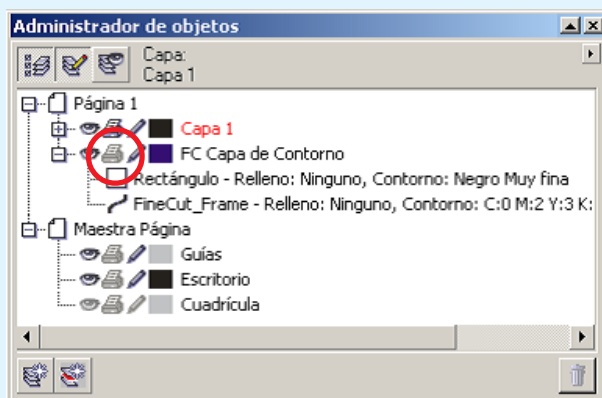 Administrador de objetos
Capa:
Capa 1
Página 1
Capa 1
FC Capa de Contorno
Rectángulo - Relleno: Ninguno, Contorno: Negro Muy fina
FineCut_Frame - Relleno: Ninguno, Contorno: C:0 M:2 Y:3 K:
Maestra Página
Guías
Escritorio
Cuadrícula